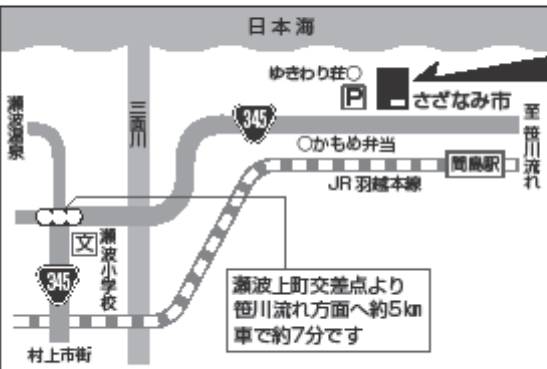 日本海
ゆきわり荘○
P
さざなみ市
瀬波温泉
三面川
345
至笹川流れ
○かもめ弁当
間島駅
JR羽越本線
文
瀬波小学校
345
瀬波上町交差点より
笹川流れ方面へ約5km
車で約7分です
村上市街